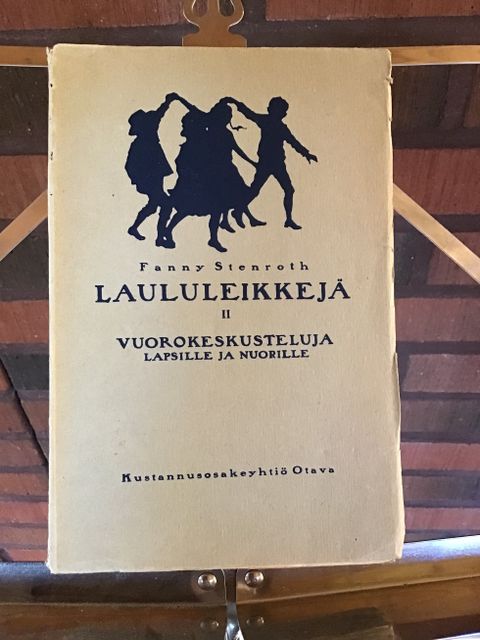 Fanny Stenroth
LAULULEIKKEJÄ
II
VUOROKESKUSTELUJA
LAPSILLE JA NUORILLE
Kustannusosakeyhtiö Otava